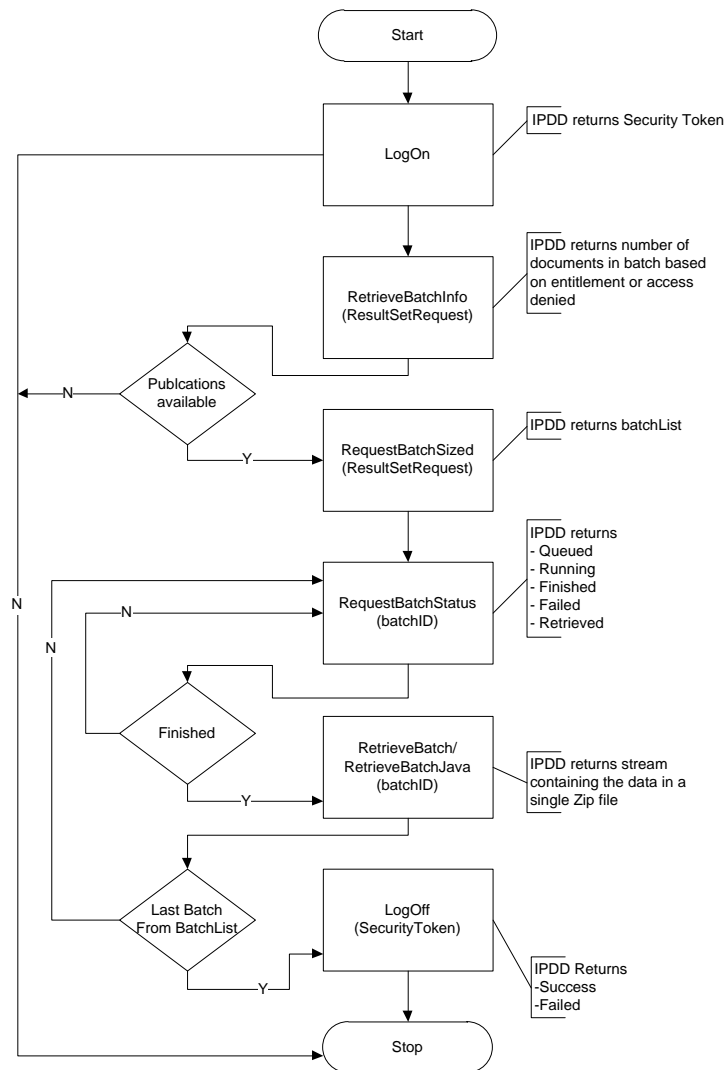 Start
LogOn
IPDD returns Security Token
RetrieveBatchInfo
(ResultSetRequest)
IPDD returns number of
documents in batch based
on entitlement or access
denied
Publcations
available
N
Y
RequestBatchSized
(ResultSetRequest)
IPDD returns batchList
RequestBatchStatus
(batchID)
IPDD returns
- Queued
- Running
- Finished
- Failed
- Retrieved
N
N
N
Finished
Y
RetrieveBatch/
RetrieveBatchJava
(batchID)
IPDD returns stream
containing the data in a
single Zip file
Last Batch
From BatchList
Y
LogOff
(SecurityToken)
IPDD Returns
-Success
-Failed
Stop